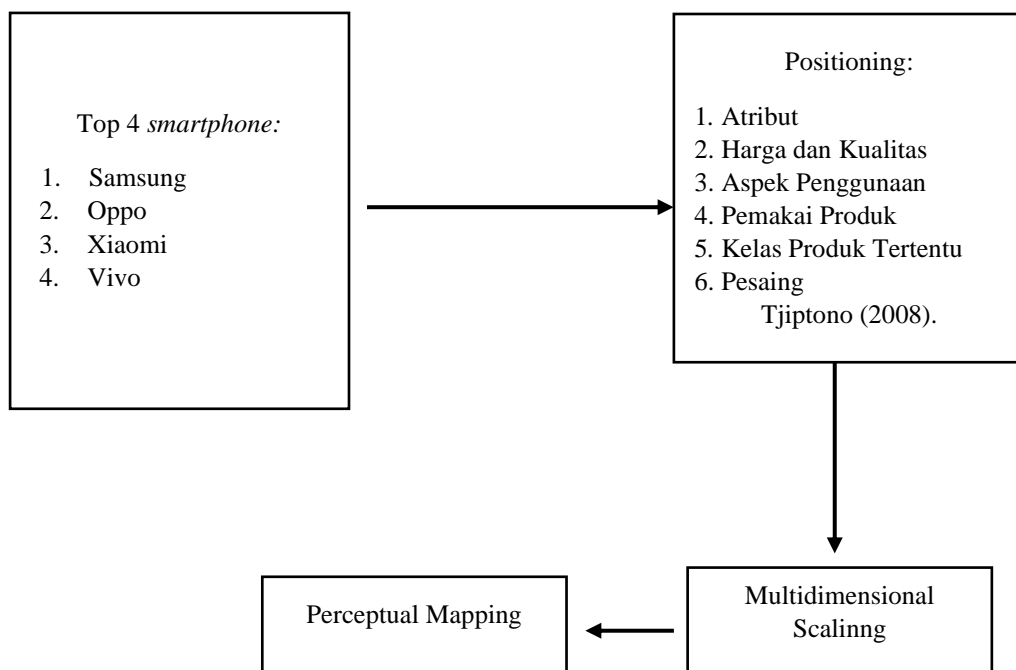 Top 4 smartphone:
1. Samsung
2. Oppo
3. Xiaomi
4. Vivo
Positioning:
1. Atribut
2. Harga dan Kualitas
3. Aspek Penggunaan
4. Pemakai Produk
5. Kelas Produk Tertentu
6. Pesaing
Tjiptono (2008).
Multidimensional
Scalinng
Perceptual Mapping